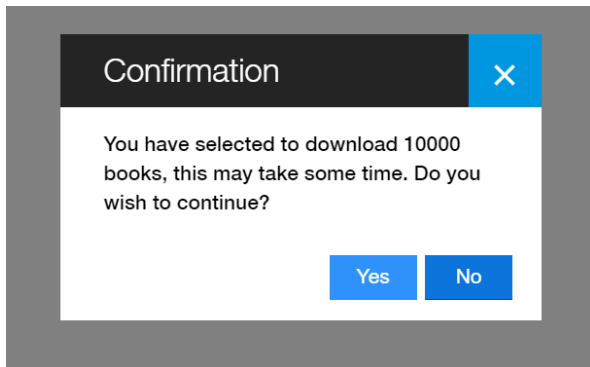 Confirmation
You have selected to download 10000
books, this may take some time. Do you
wish to continue?
Yes
No